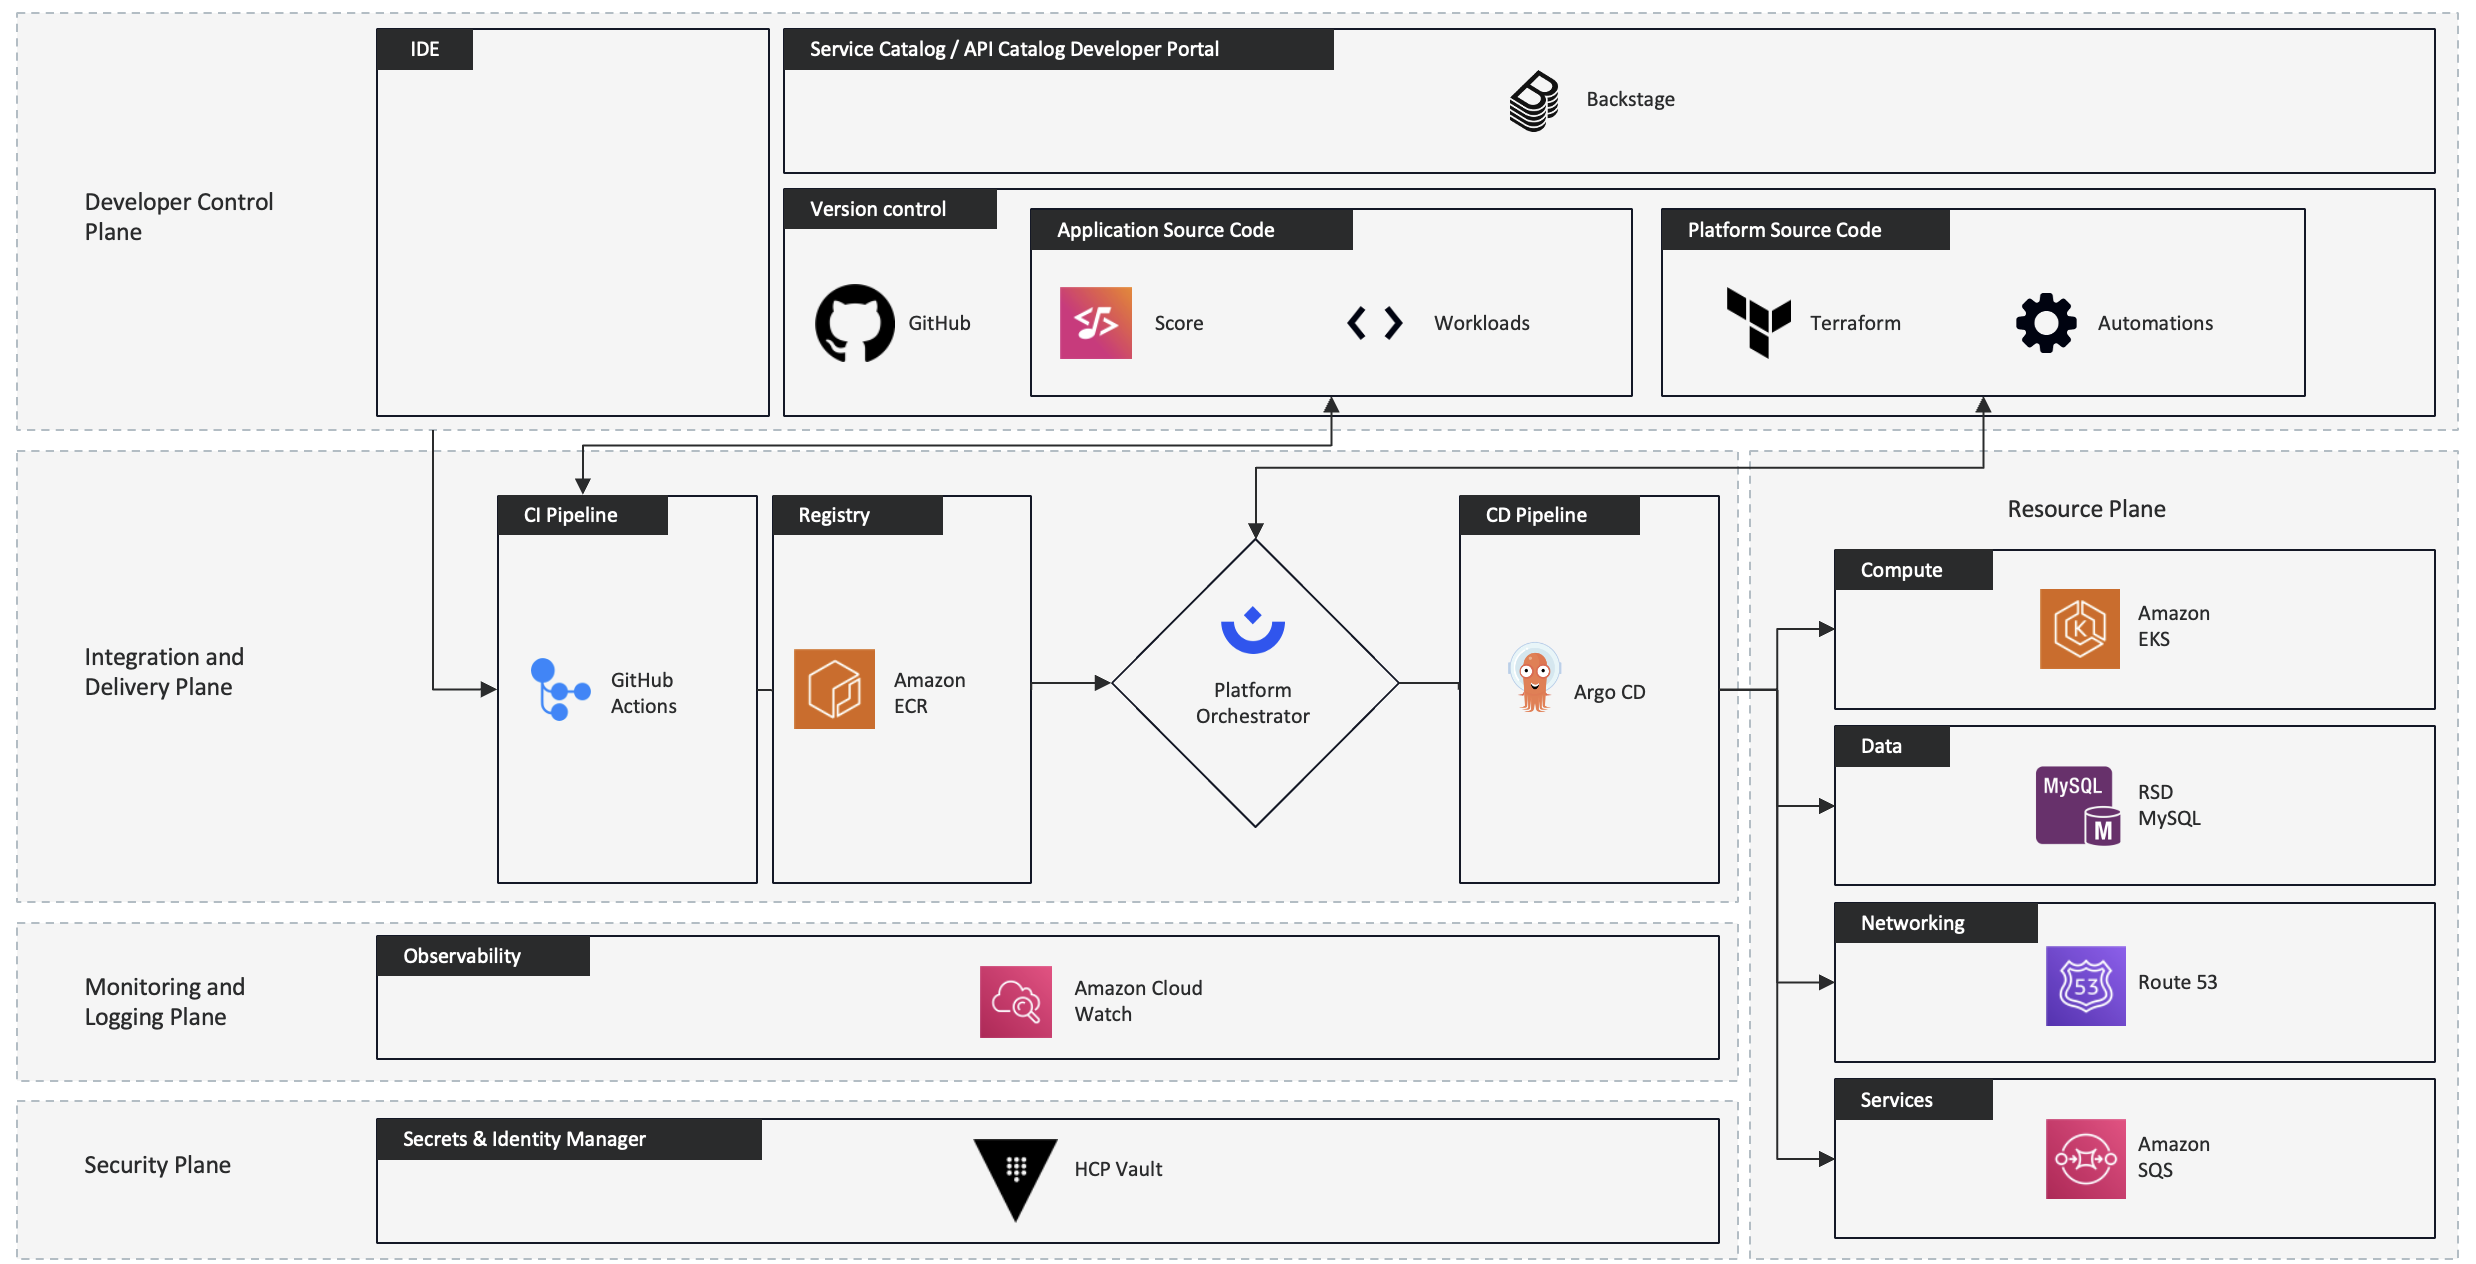 Developer Control
Plane
IDE
Service Catalog / API Catalog Developer Portal
Backstage
Version control
GitHub
Application Source Code
Score
Workloads
Platform Source Code
Terraform
Automations
Integration and
Delivery Plane
CI Pipeline
GitHub
Actions
Registry
Amazon
ECR
Platform
Orchestrator
CD Pipeline
Argo CD
Resource Plane
Compute
K
Amazon
EKS
Data
MySQL
M
RSD
MySQL
Networking
53
Route 53
Services
Amazon
SQS
Monitoring and
Logging Plane
Observability
Amazon Cloud
Watch
Security Plane
Secrets & Identity Manager
HCP Vault